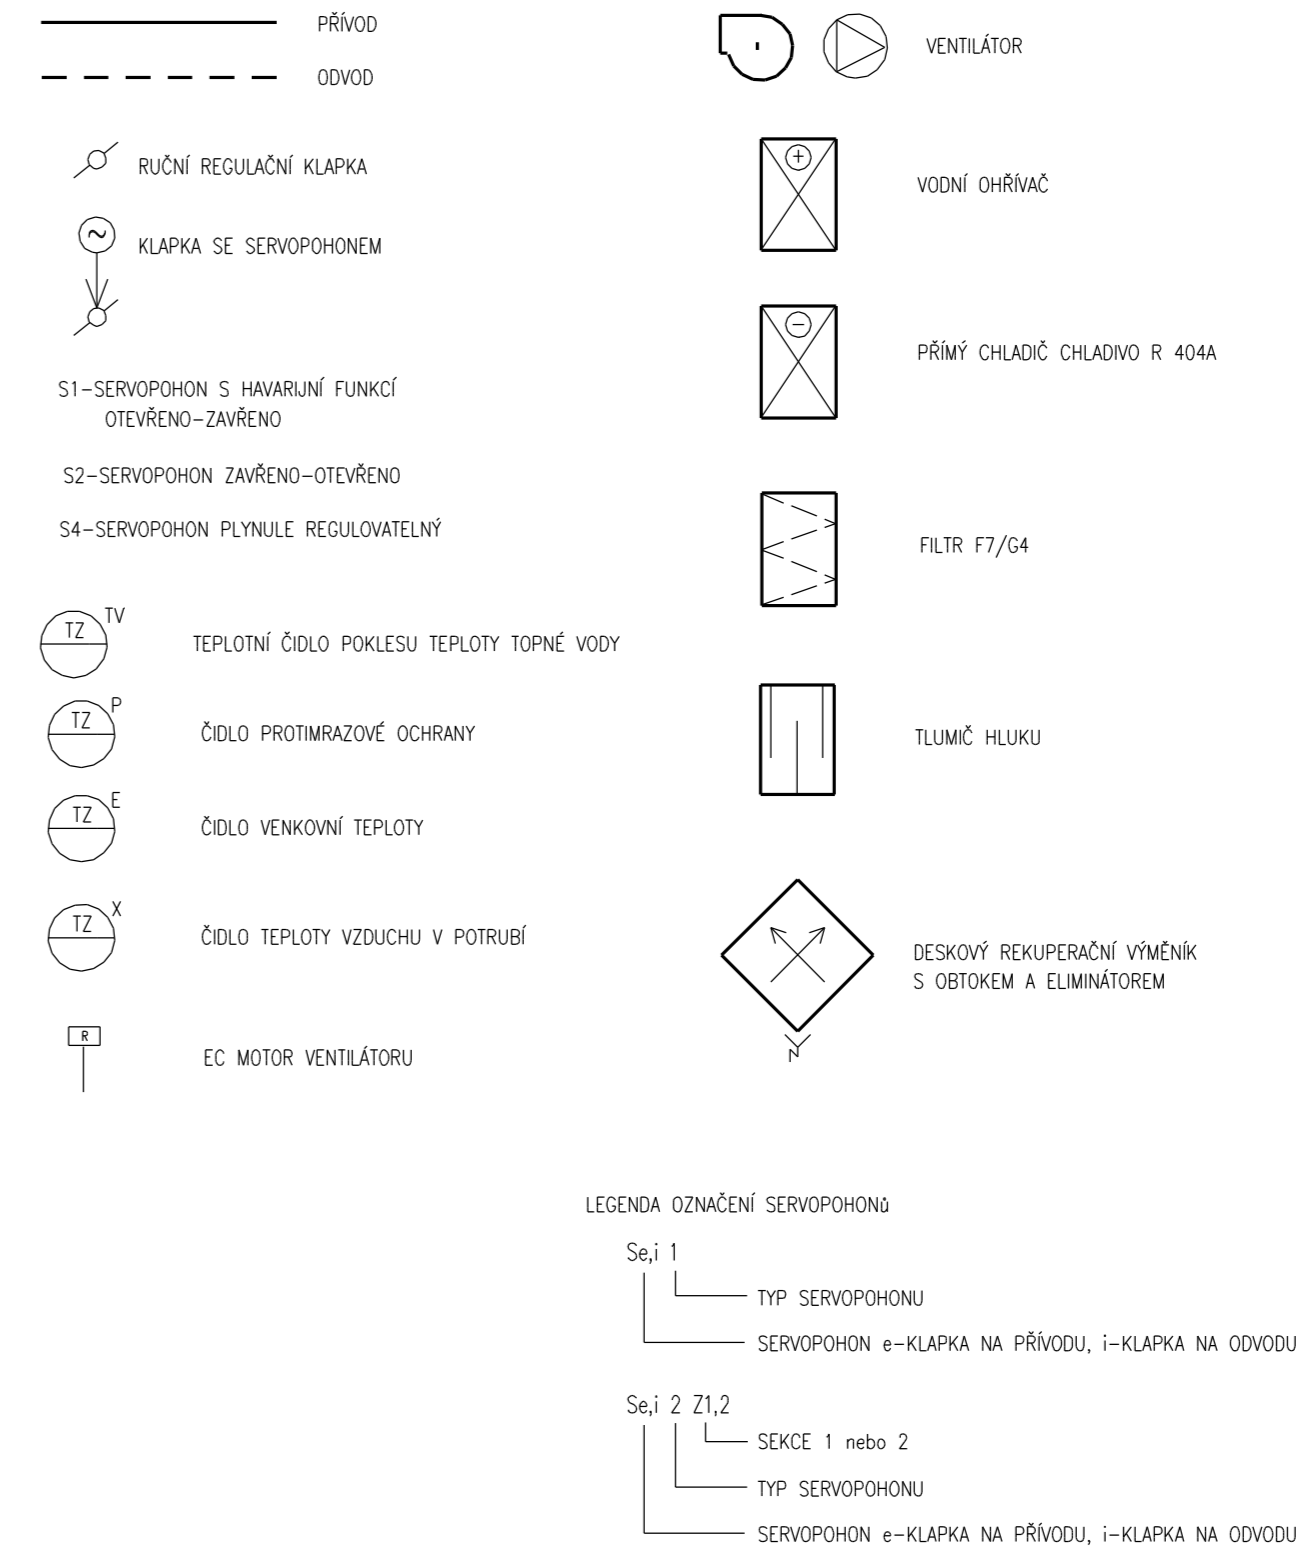 PŘÍVOD
ODVOD
RUČNÍ REGULAČNÍ KLAPKA
~
KLAPKA SE SERVOPOHONEM
S1-SERVOPOHON S HAVARIJNÍ FUNKCÍ
OTEVŘENO-ZAVŘENO
S2-SERVOPOHON ZAVŘENO-OTEVŘENO
S4-SERVOPOHON PLYNULE REGULOVATELNÝ
TZ TV
TEPLOTNÍ ČIDLO POKLESU TEPLOTY TOPNÉ VODY
TZ P
ČIDLO PROTIMRAZOVÉ OCHRANY
TZ E
ČIDLO VENKOVNÍ TEPLOTY
TZ X
ČIDLO TEPLOTY VZDUCHU V POTRUBÍ
R
EC MOTOR VENTILÁTORU
VENTILÁTOR
+
VODNÍ OHŘÍVAČ
-
PŘÍMÝ CHLADIČ CHLADIVO R 404A
FILTR F7/G4
TLUMIČ HLUKU
DESKOVÝ REKUPERAČNÍ VÝMĚNÍK
S OBTOKEM A ELIMINÁTOREM
LEGENDA OZNAČENÍ SERVOPOHONů
Se,i 1
TYP SERVOPOHONU
SERVOPOHON e-KLAPKA NA PŘÍVODU, i-KLAPKA NA ODVODU
Se,i 2 Z1,2
SEKCE 1 nebo 2
TYP SERVOPOHONU
SERVOPOHON e-KLAPKA NA PŘÍVODU, i-KLAPKA NA ODVODU